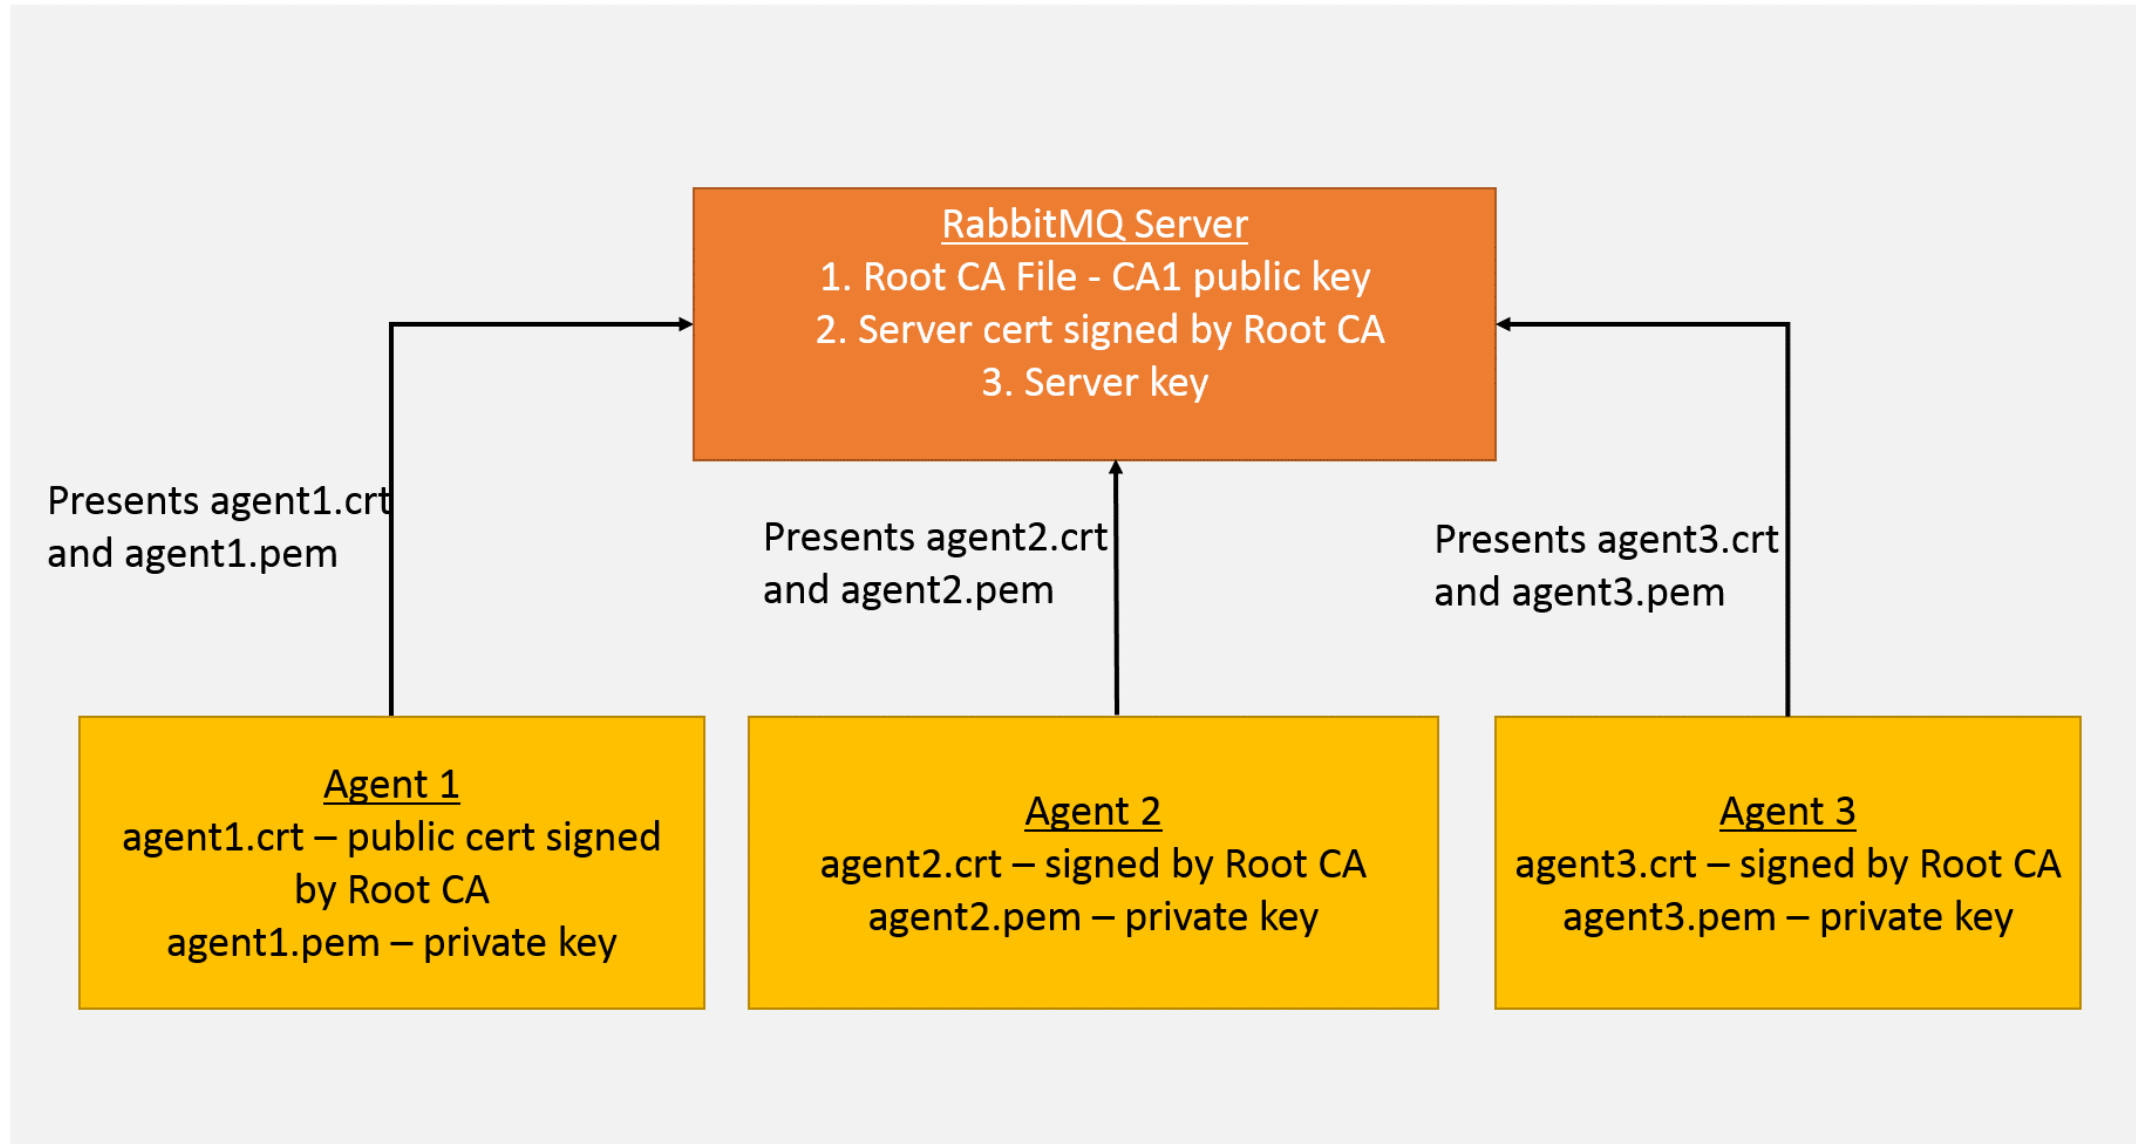 RabbitMQ Server
1. Root CA File - CA1 public key
2. Server cert signed by Root CA
3. Server key
Presents agent1.crt
and agent1.pem
Presents agent2.crt
and agent2.pem
Presents agent3.crt
and agent3.pem
Agent 1
agent1.crt – public cert signed
by Root CA
agent1.pem – private key
Agent 2
agent2.crt – signed by Root CA
agent2.pem – private key
Agent 3
agent3.crt – signed by Root CA
agent3.pem – private key